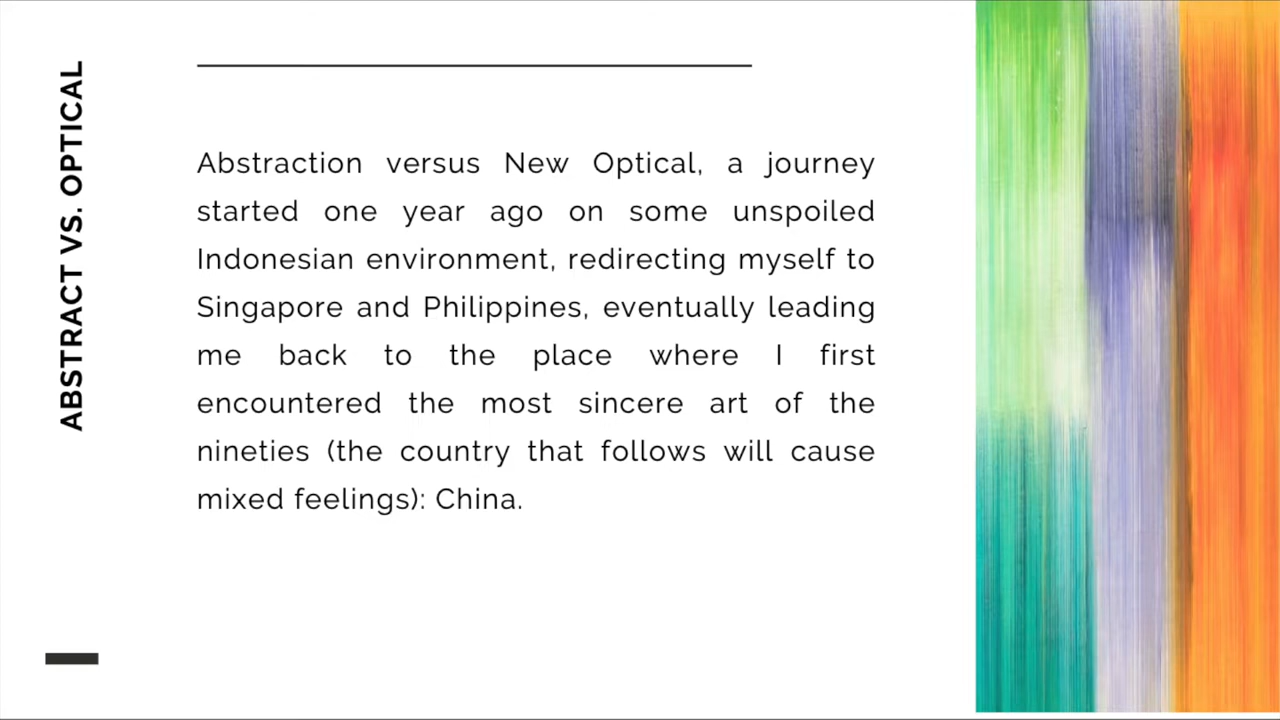 ABSTRACT VS. OPTICAL
Abstraction versus New Optical, a journey
started one year ago on some unspoiled
Indonesian environment, redirecting myself to
Singapore and Philippines, eventually leading
me back to the place where I first
encountered the most sincere art of the
nineties (the country that follows will cause
mixed feelings): China.